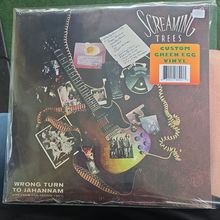 SCREAMING
TREES
CUSTOM
GREEN EGG
VINYL
WRONG TURN
TO JAHANNAM